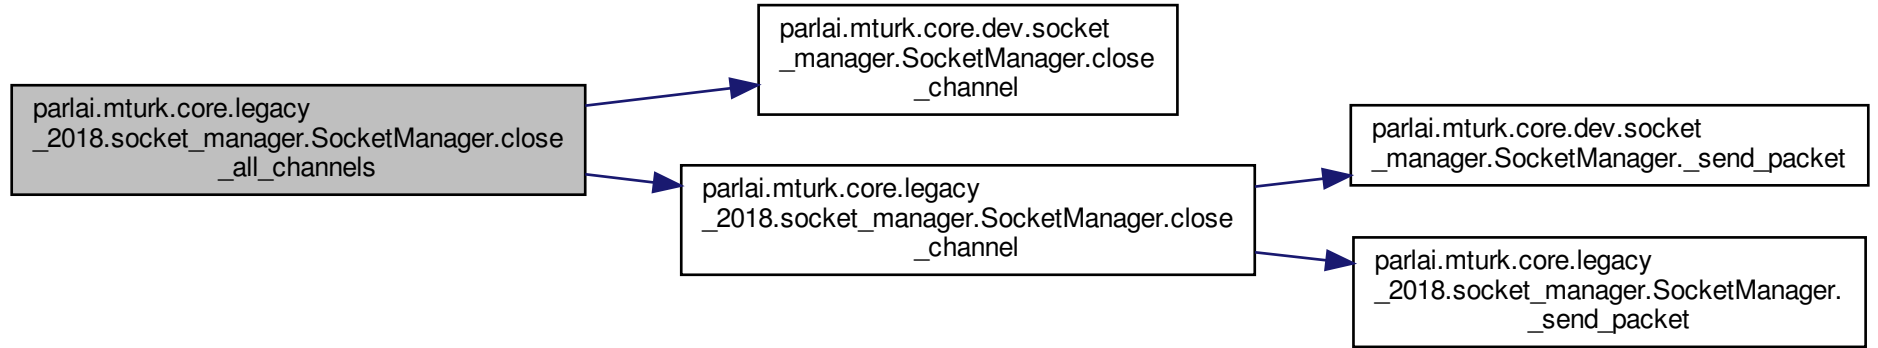 parlai.mturk.core.legacy
_2018.socket_manager.SocketManager.close
_all_channels
parlai.mturk.core.dev.socket
_manager.SocketManager.close
_channel
parlai.mturk.core.legacy
_2018.socket_manager.SocketManager.close
_channel
parlai.mturk.core.dev.socket
_manager.SocketManager._send_packet
parlai.mturk.core.legacy
_2018.socket_manager.SocketManager.
_send_packet